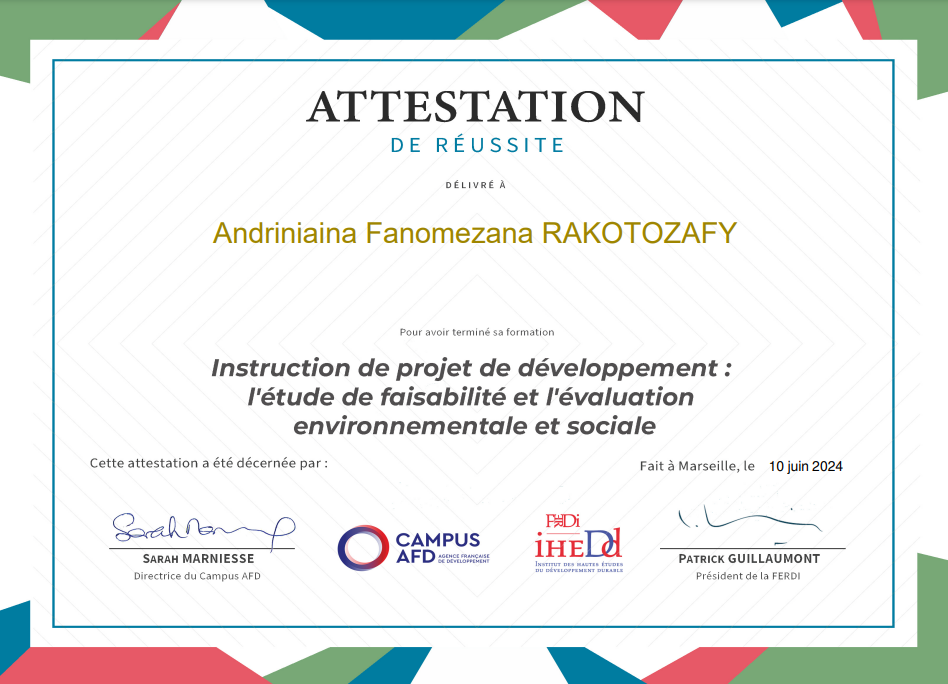 ATTESTATION
DE RÉUSSITE
DÉLIVRÉ À
Andriniaina Fanomezana RAKOTOZAFY
Pour avoir terminé sa formation
Instruction de projet de développement :
l'étude de faisabilité et l'évaluation
environnementale et sociale
Cette attestation a été décernée par :
Fait à Marseille, le 10 juin 2024
Sarah Marniesse
SARAH MARNIESSE
Directrice du Campus AFD
CAMPUS
AFD AGENCE FRANÇAISE
DE DÉVELOPPEMENT
FERDi
iHEDd
INSTITUT DES HAUTES ÉTUDES
DU DÉVELOPPEMENT DURABLE
PATRICK GUILLAUMONT
Président de la FERDI